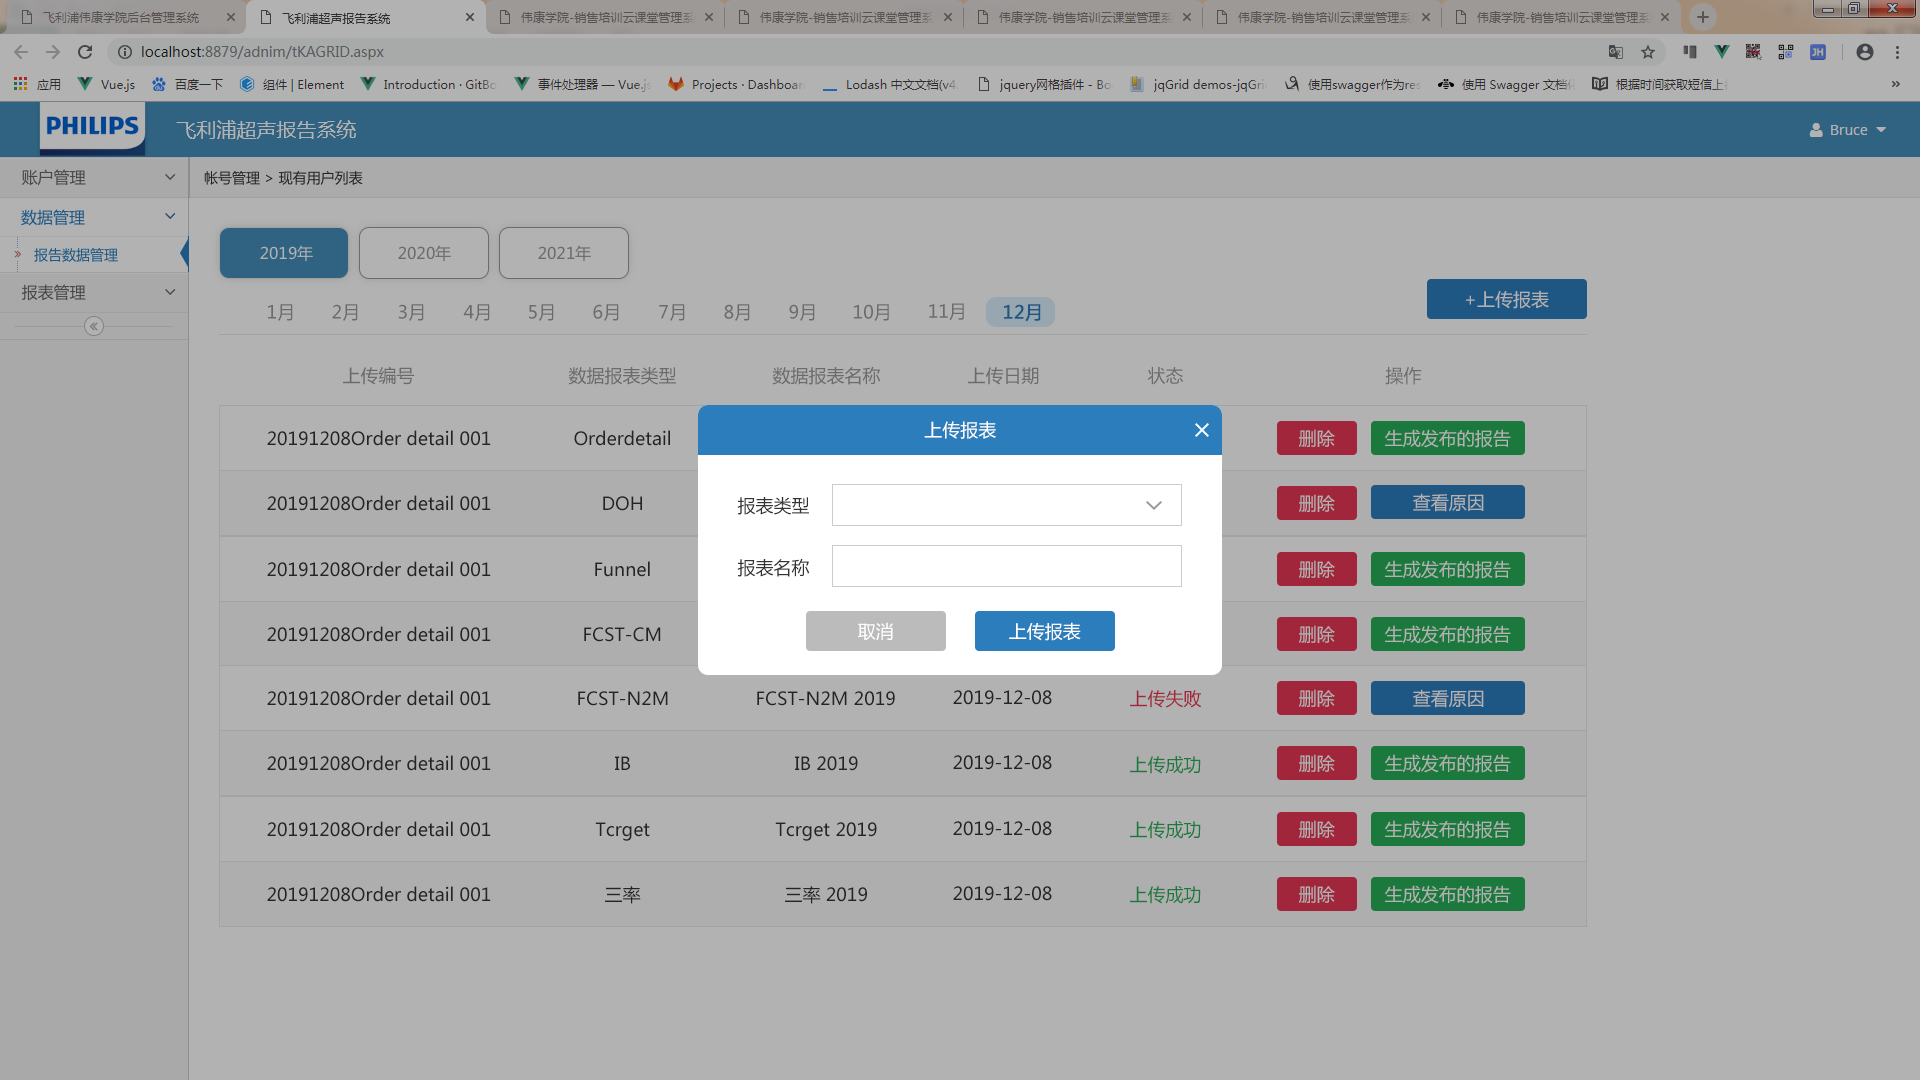 飞利浦伟康学院后台管理系统
飞利浦超声报告系统
伟康学院-销售培训云课堂管理系
伟康学院-销售培训云课堂管理系
伟康学院-销售培训云课堂管理系
伟康学院-销售培训云课堂管理系
伟康学院-销售培训云课堂管理系
localhost:8879/adnim/tKAGRID.aspx
JH
应用
Vue.js
百度一下
组件 | Element
Introduction · GitBo
事件处理器 — Vue.js
Projects · Dashboar
Lodash 中文文档(v4.
jquery网格插件 - Bo
jqGrid demos-jqGri
使用swagger作为res
使用 Swagger 文档化
根据时间获取短信上
PHILIPS
飞利浦超声报告系统
Bruce
账户管理
帐号管理 > 现有用户列表
数据管理
报告数据管理
报表管理
2019年
2020年
2021年
+上传报表
1月 2月 3月 4月 5月 6月 7月 8月 9月 10月 11月 12月
上传编号 数据报表类型 数据报表名称 上传日期 状态 操作
20191208Order detail 001 Orderdetail 删除 生成发布的报告
20191208Order detail 001 DOH 删除 查看原因
20191208Order detail 001 Funnel 删除 生成发布的报告
20191208Order detail 001 FCST-CM 删除 生成发布的报告
20191208Order detail 001 FCST-N2M FCST-N2M 2019 2019-12-08 上传失败 删除 查看原因
20191208Order detail 001 IB IB 2019 2019-12-08 上传成功 删除 生成发布的报告
20191208Order detail 001 Tcrget Tcrget 2019 2019-12-08 上传成功 删除 生成发布的报告
20191208Order detail 001 三率 三率 2019 2019-12-08 上传成功 删除 生成发布的报告
上传报表
报表类型
报表名称
取消
上传报表